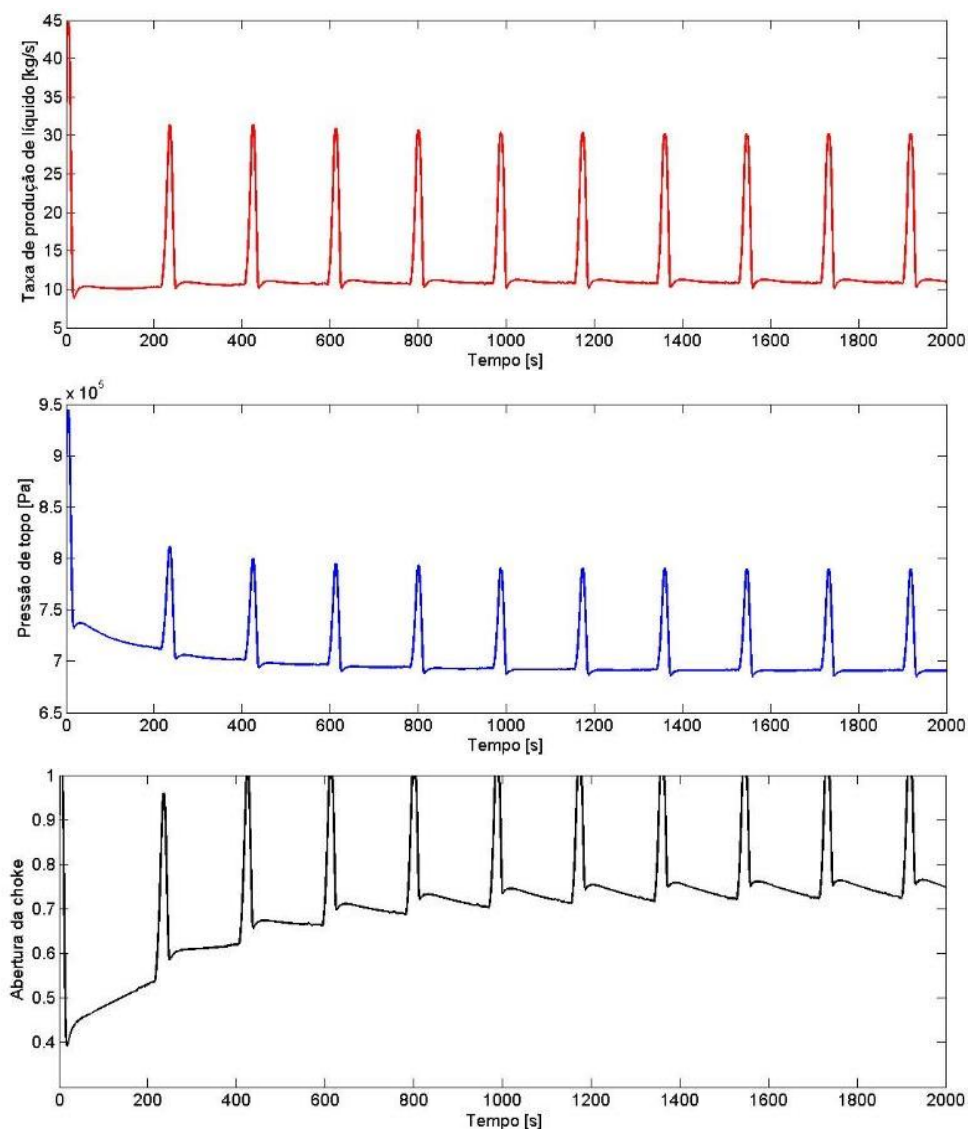 45
40
35
30
25
20
15
10
5
Taxa de produção de líquido [kg/s]
0 200 400 600 800 1000 1200 1400 1600 1800 2000
Tempo [s]
x 10^5
9.5
9
8.5
8
7.5
7
6.5
Pressão de topo [Pa]
0 200 400 600 800 1000 1200 1400 1600 1800 2000
Tempo [s]
1
0.9
0.8
0.7
0.6
0.5
0.4
Abertura da choke
0 200 400 600 800 1000 1200 1400 1600 1800 2000
Tempo [s]